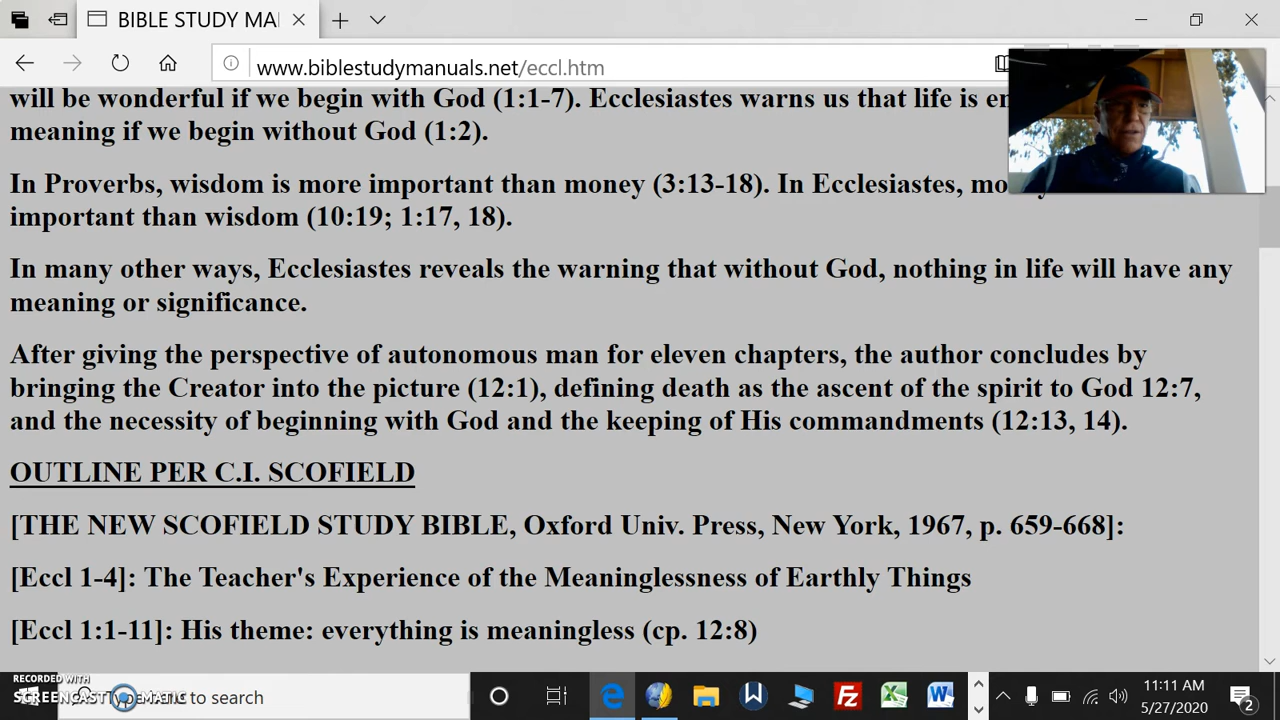 BIBLE STUDY MA
www.biblestudymanuals.net/eccl.htm
will be wonderful if we begin with God (1:1-7). Ecclesiastes warns us that life is
meaning if we begin without God (1:2).
In Proverbs, wisdom is more important than money (3:13-18). In Ecclesiastes,
important than wisdom (10:19; 1:17, 18).
In many other ways, Ecclesiastes reveals the warning that without God, nothing in life will have any
meaning or significance.
After giving the perspective of autonomous man for eleven chapters, the author concludes by
bringing the Creator into the picture (12:1), defining death as the ascent of the spirit to God 12:7,
and the necessity of beginning with God and the keeping of His commandments (12:13, 14).
OUTLINE PER C.I. SCOFIELD
[THE NEW SCOFIELD STUDY BIBLE, Oxford Univ. Press, New York, 1967, p. 659-668]:
[Eccl 1-4]: The Teacher's Experience of the Meaninglessness of Earthly Things
[Eccl 1:1-11]: His theme: everything is meaningless (cp. 12:8)
RECORDED WITH
SCREENCAST MATIC
to search
11:11 AM
5/27/2020
2